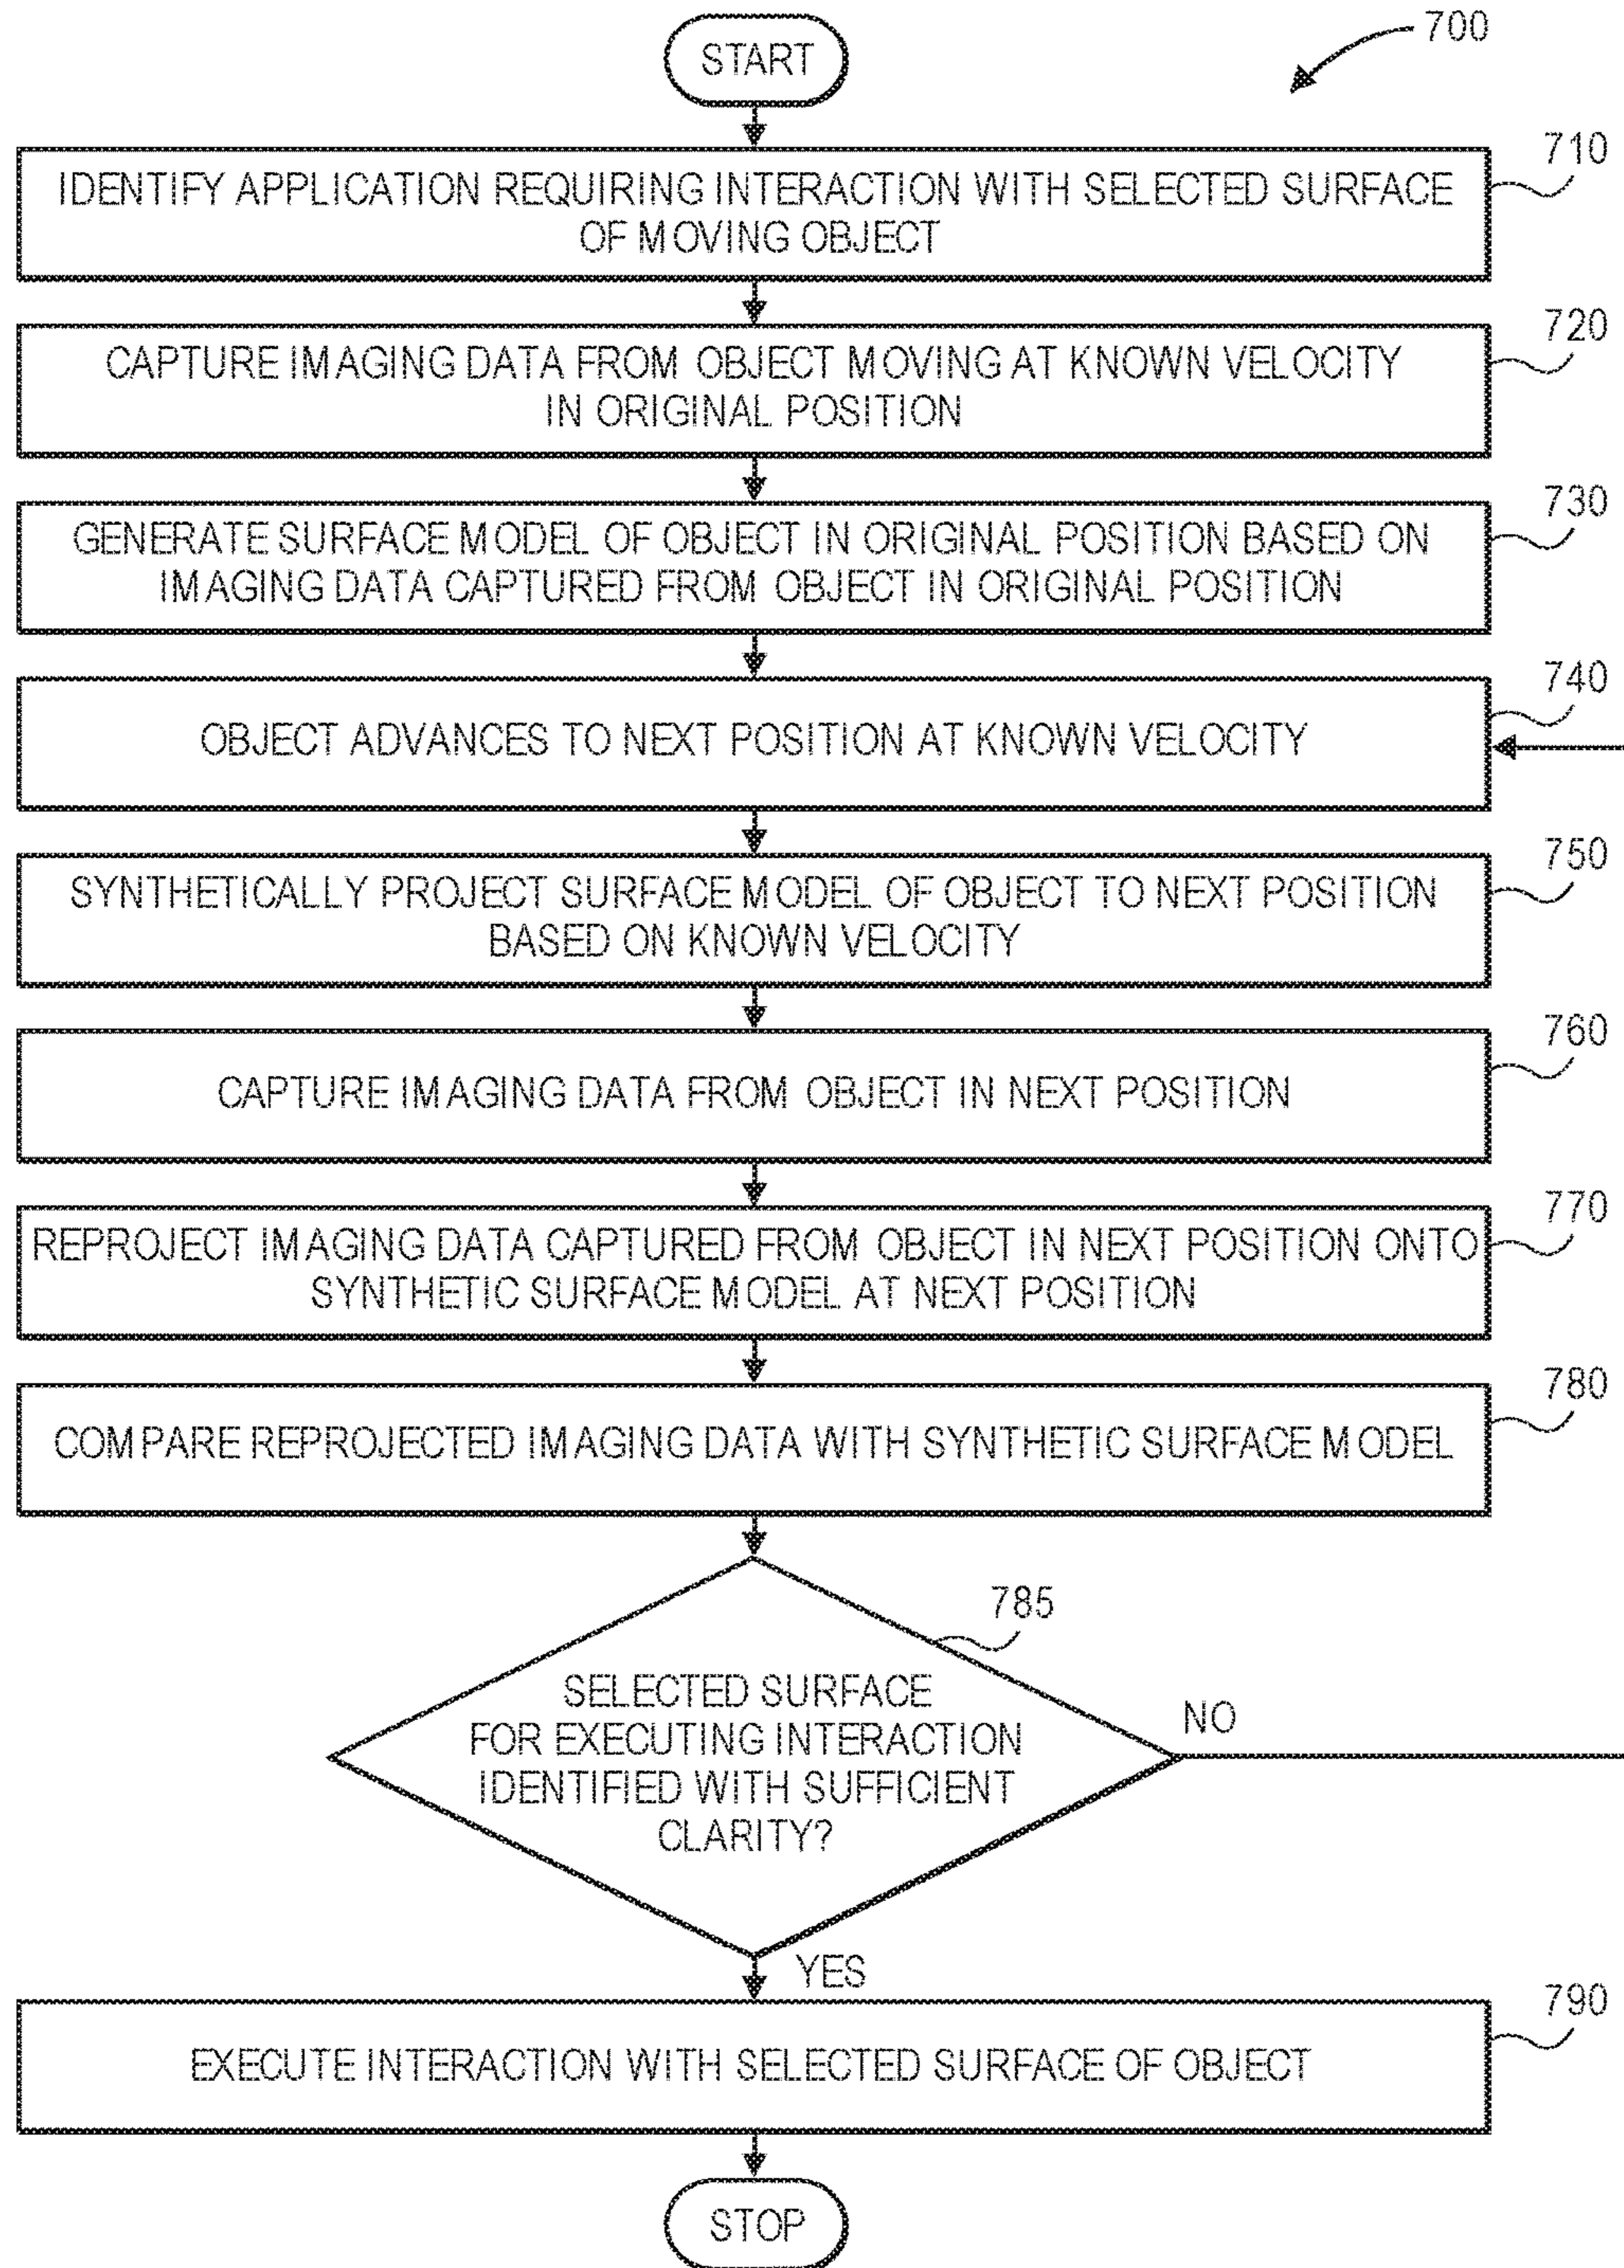 START
700
710
IDENTIFY APPLICATION REQUIRING INTERACTION WITH SELECTED SURFACE
OF MOVING OBJECT
720
CAPTURE IMAGING DATA FROM OBJECT MOVING AT KNOWN VELOCITY
IN ORIGINAL POSITION
730
GENERATE SURFACE MODEL OF OBJECT IN ORIGINAL POSITION BASED ON
IMAGING DATA CAPTURED FROM OBJECT IN ORIGINAL POSITION
740
OBJECT ADVANCES TO NEXT POSITION AT KNOWN VELOCITY
750
SYNTHETICALLY PROJECT SURFACE MODEL OF OBJECT TO NEXT POSITION
BASED ON KNOWN VELOCITY
760
CAPTURE IMAGING DATA FROM OBJECT IN NEXT POSITION
770
REPROJECT IMAGING DATA CAPTURED FROM OBJECT IN NEXT POSITION ONTO
SYNTHETIC SURFACE MODEL AT NEXT POSITION
780
COMPARE REPROJECTED IMAGING DATA WITH SYNTHETIC SURFACE MODEL
785
SELECTED SURFACE
FOR EXECUTING INTERACTION
IDENTIFIED WITH SUFFICIENT
CLARITY?
NO
YES
790
EXECUTE INTERACTION WITH SELECTED SURFACE OF OBJECT
STOP